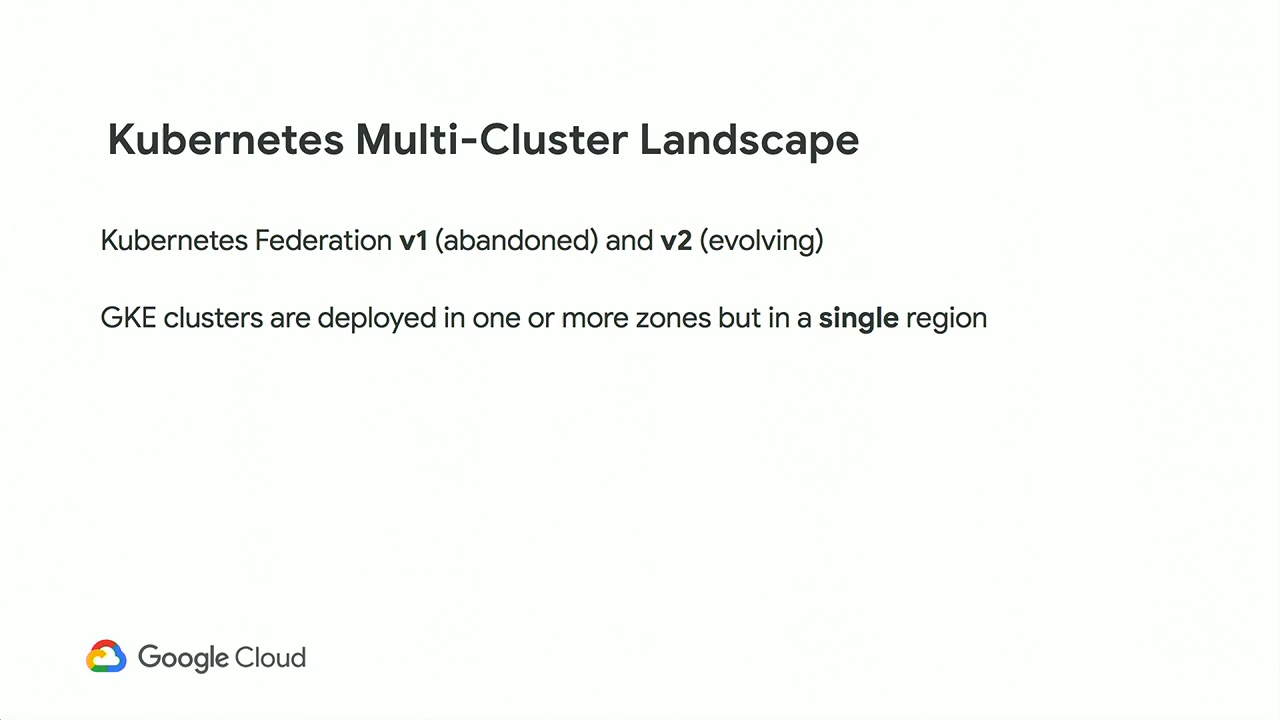 Kubernetes Multi-Cluster Landscape
Kubernetes Federation v1 (abandoned) and v2 (evolving)
GKE clusters are deployed in one or more zones but in a single region
Google Cloud